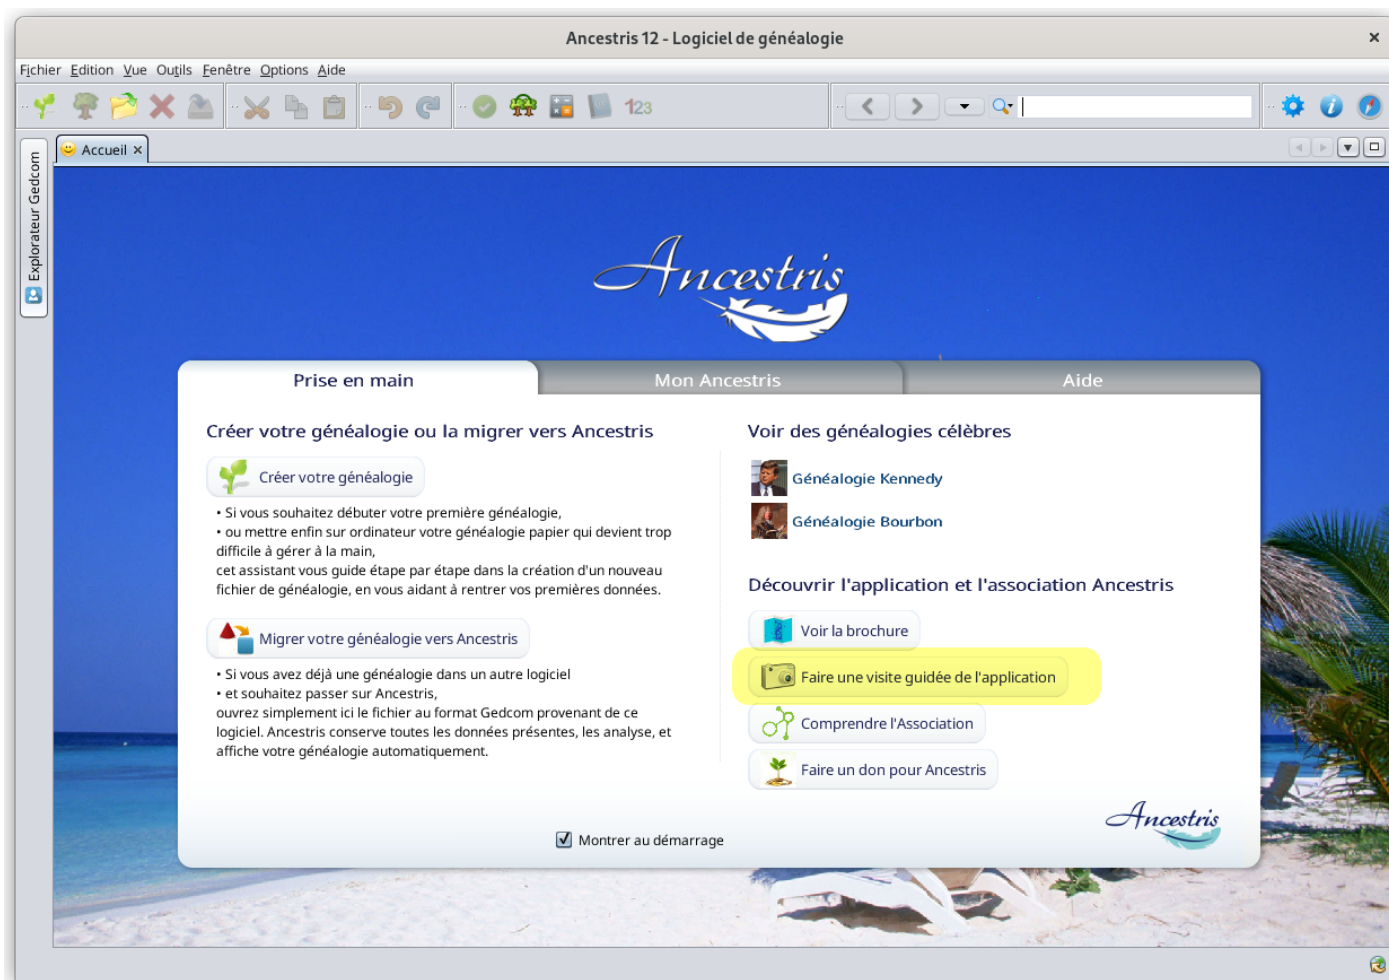 Ancestris 12 - Logiciel de généalogie
Fichier Edition Vue Outils Fenêtre Options Aide
123
Explorateur Gedcom
Accueil
Ancestris
Prise en main
Mon Ancestris
Aide
Créer votre généalogie ou la migrer vers Ancestris
Créer votre généalogie
• Si vous souhaitez débuter votre première généalogie,
• ou mettre enfin sur ordinateur votre généalogie papier qui devient trop
difficile à gérer à la main,
cet assistant vous guide étape par étape dans la création d'un nouveau
fichier de généalogie, en vous aidant à rentrer vos premières données.
Migrer votre généalogie vers Ancestris
• Si vous avez déjà une généalogie dans un autre logiciel
• et souhaitez passer sur Ancestris,
ouvrez simplement ici le fichier au format Gedcom provenant de ce
logiciel. Ancestris conserve toutes les données présentes, les analyse, et
affiche votre généalogie automatiquement.
Voir des généalogies célèbres
Généalogie Kennedy
Généalogie Bourbon
Découvrir l'application et l'association Ancestris
Voir la brochure
Faire une visite guidée de l'application
Comprendre l'Association
Faire un don pour Ancestris
Ancestris
Montrer au démarrage